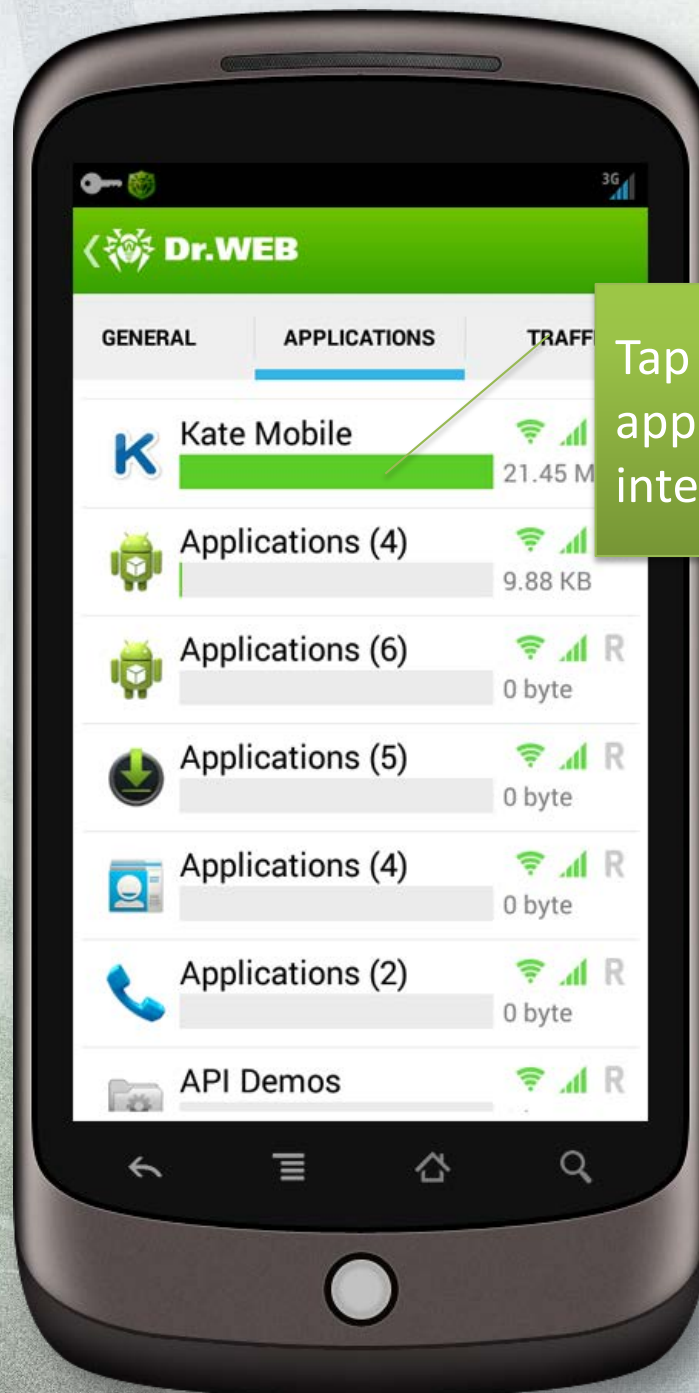 3G
Dr.WEB
GENERAL APPLICATIONS
Kate Mobile
21.45 M
Applications (4)
9.88 KB
Applications (6) R
0 byte
Applications (5) R
0 byte
Applications (4) R
0 byte
Applications (2) R
0 byte
API Demos R
Tap
app